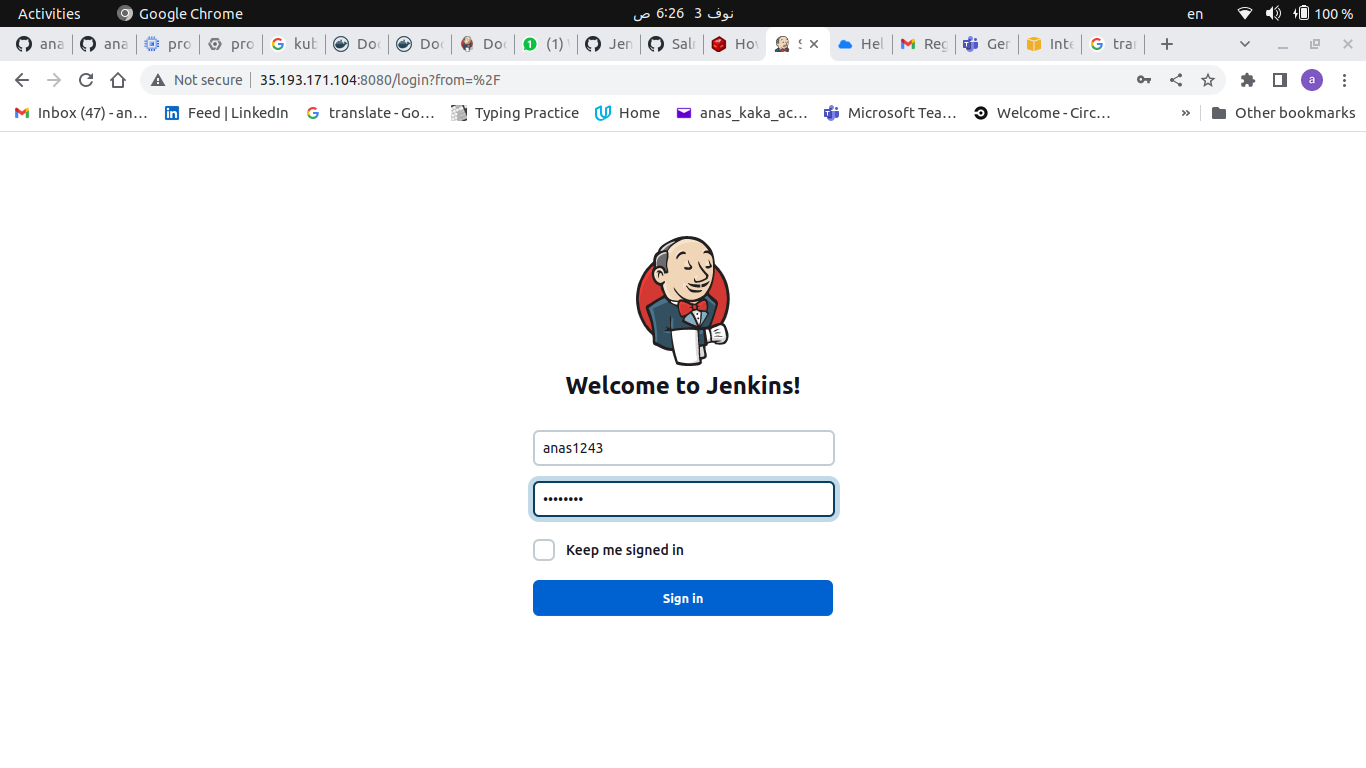 Activities Google Chrome نوف 3 6:26 ص en 100 %
ana ana pro pro kub Doc Doc Doc (1) Jen Sal Hov S Hel Reg Ger Inte tra
Not secure 35.193.171.104:8080/login?from=%2F a
Inbox (47) - an... Feed | LinkedIn translate - Go... Typing Practice Home anas_kaka_ac... Microsoft Tea... Welcome - Circ... » Other bookmarks
Welcome to Jenkins!
anas1243
••••••••
Keep me signed in
Sign in